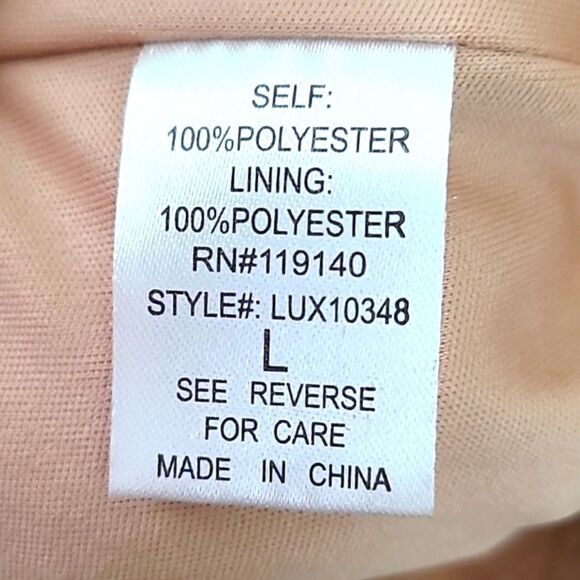 SELF:
100%POLYESTER
LINING:
100%POLYESTER
RN#119140
STYLE#: LUX10348
L
SEE REVERSE
FOR CARE
MADE IN CHINA